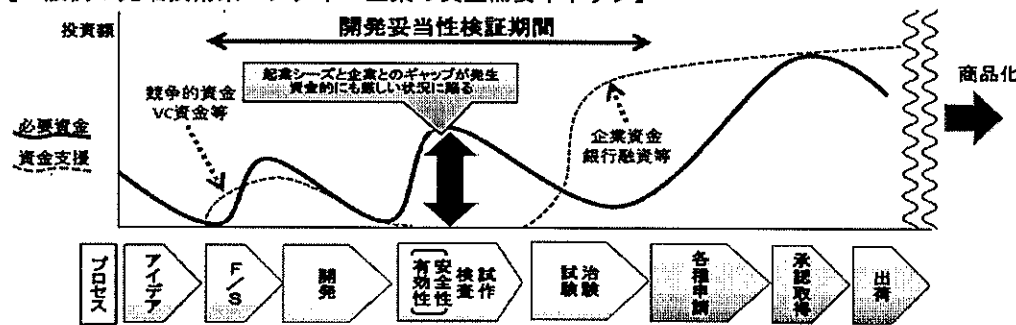 投資額
開発妥当性検証期間
起業シーズと企業とのギャップが発生
資金的にも厳しい状況に陥る
競争的資金
VC資金等
必要資金
資金支援
企業資金
銀行融資等
商品化
プロセス
アイデア
F/S
開発
試作
検査
安全性
有効性
治験
試験
各種申請
承認取得
出荷